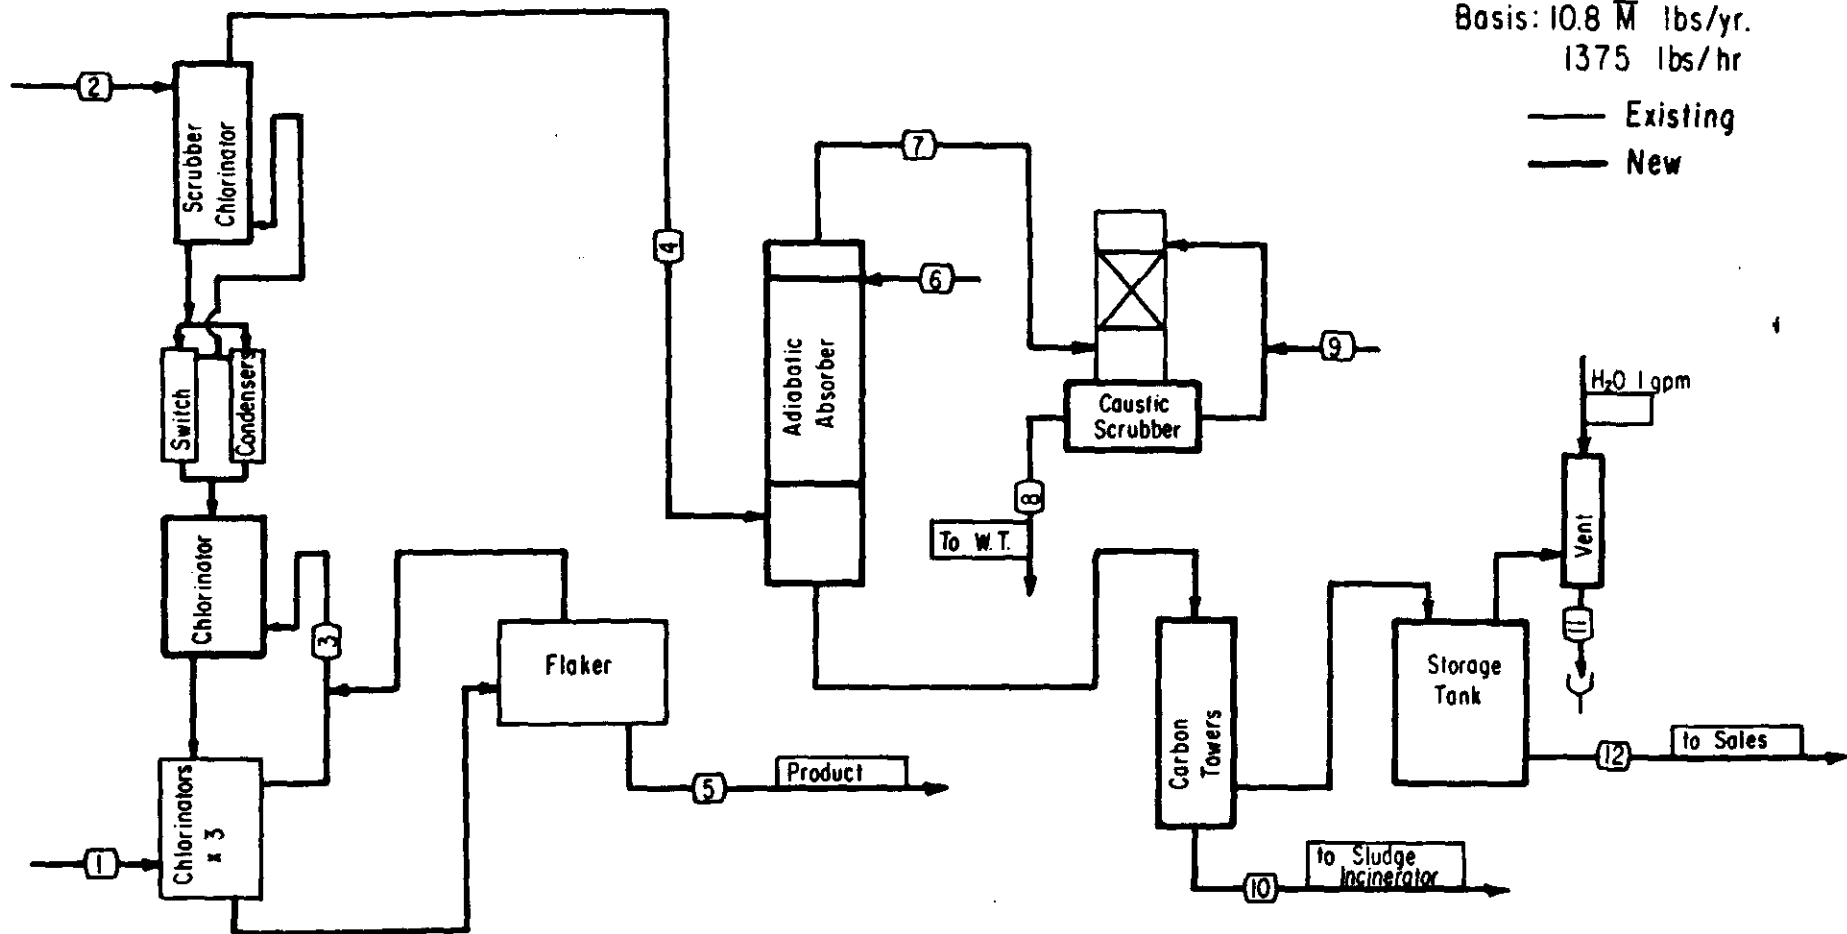 Basis: 10.8 M̅ lbs/yr.
1375 lbs/hr
Existing
New
2
Scrubber
Chlorinator
4
7
6
Adiabatic
Absorber
9
Caustic
Scrubber
8
To W.T.
Switch
Condensers
H₂O 1 gpm
Vent
11
Chlorinator
3
Flaker
Storage
Tank
Carbon
Towers
5
Product
12
to Sales
Chlorinators
x 3
1
10
to Sludge
Incinerator